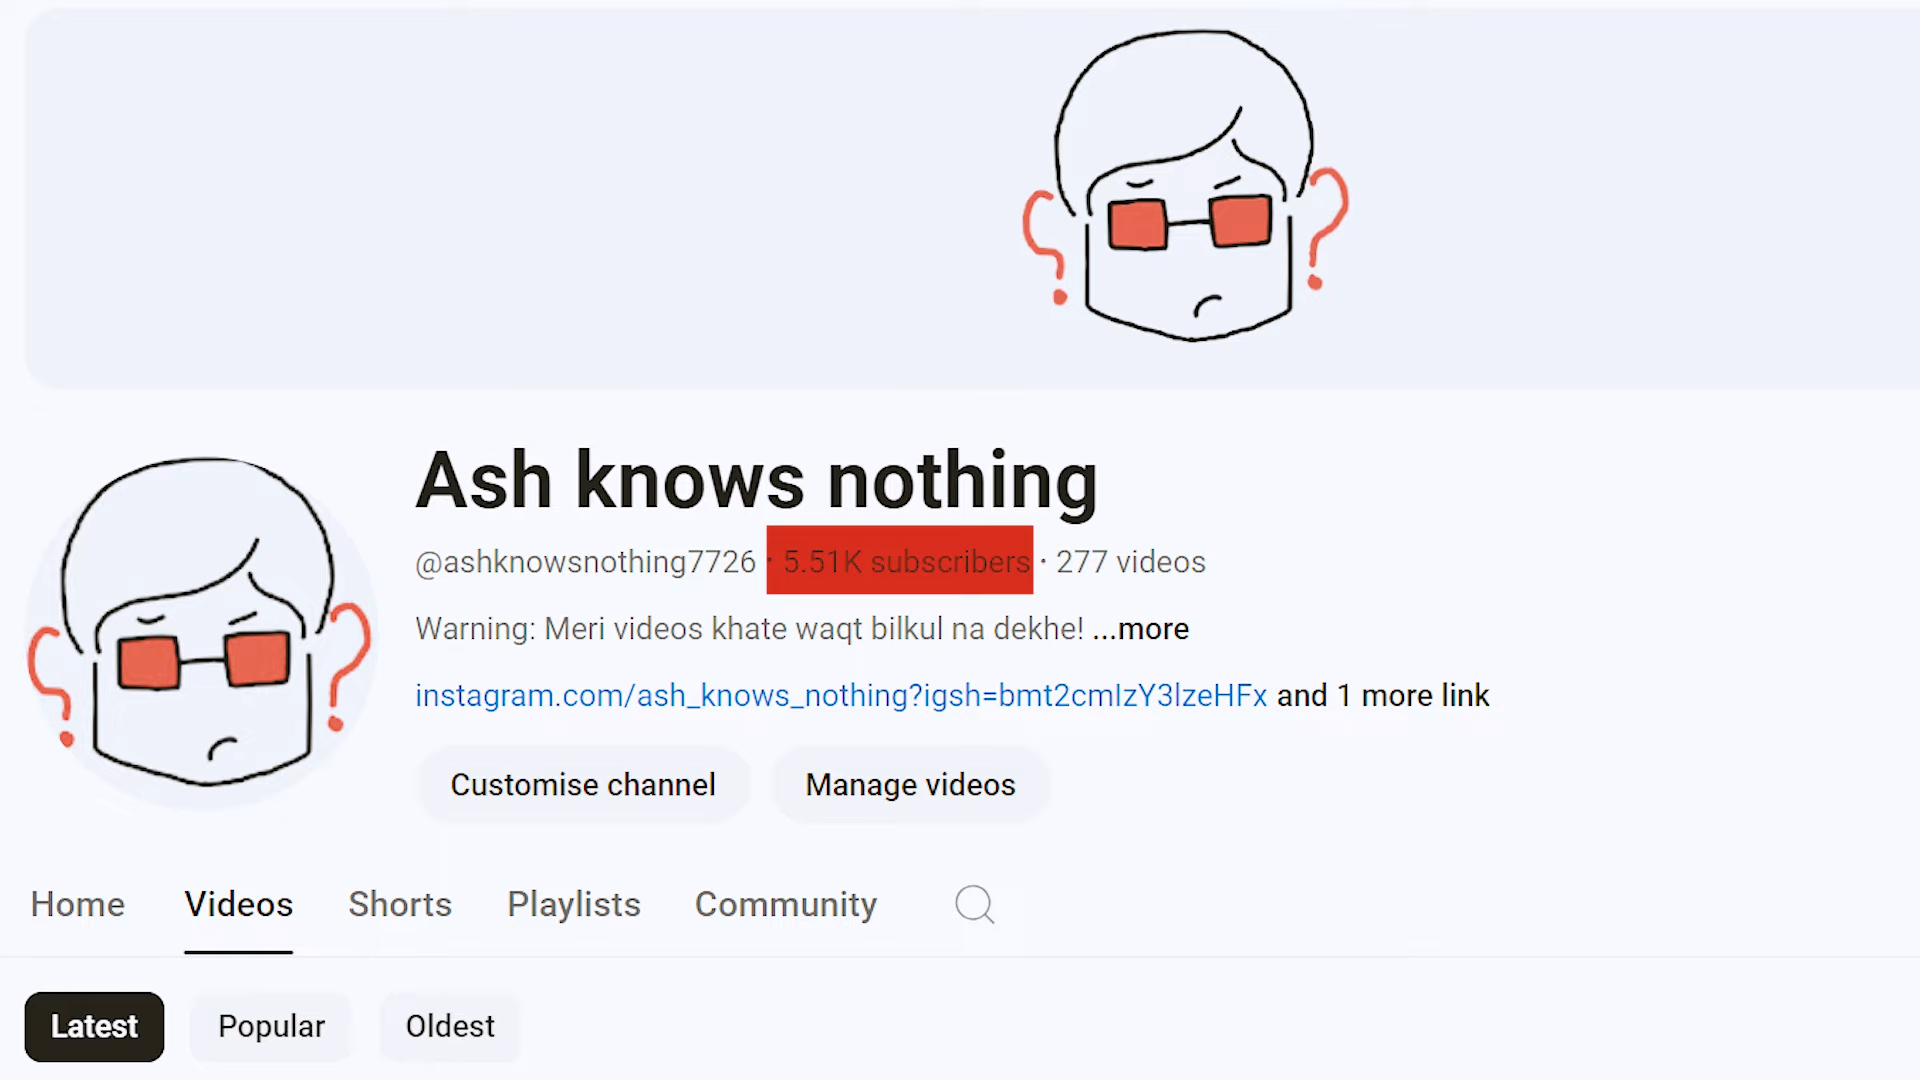 Ash knows nothing
@ashknowsnothing7726 · 5.51K subscribers · 277 videos
Warning: Meri videos khate waqt bilkul na dekhe! ...more
instagram.com/ash_knows_nothing?igsh=bmt2cmlzY3lzeHFx and 1 more link
Customise channel Manage videos
Home Videos Shorts Playlists Community
Latest Popular Oldest